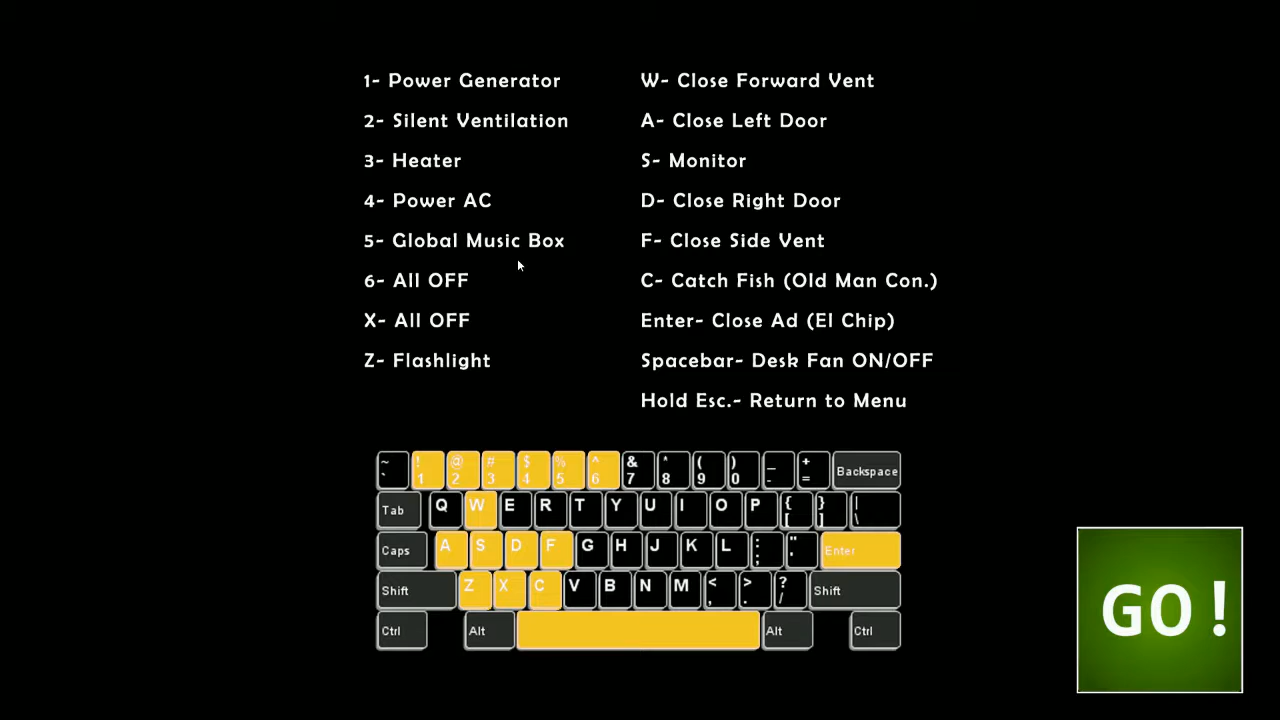 1- Power Generator
2- Silent Ventilation
3- Heater
4- Power AC
5- Global Music Box
6- All OFF
X- All OFF
Z- Flashlight
W- Close Forward Vent
A- Close Left Door
S- Monitor
D- Close Right Door
F- Close Side Vent
C- Catch Fish (Old Man Con.)
Enter- Close Ad (El Chip)
Spacebar- Desk Fan ON/OFF
Hold Esc.- Return to Menu
~ ! @ # $ % ^ & * ( ) _ +
` 1 2 3 4 5 6 7 8 9 0 - = Backspace
Tab Q W E R T Y U I O P { [ } ] | \
Caps A S D F G H J K L : ; " ' Enter
Shift Z X C V B N M < , > . ? / Shift
Ctrl Alt Alt Ctrl
GO!